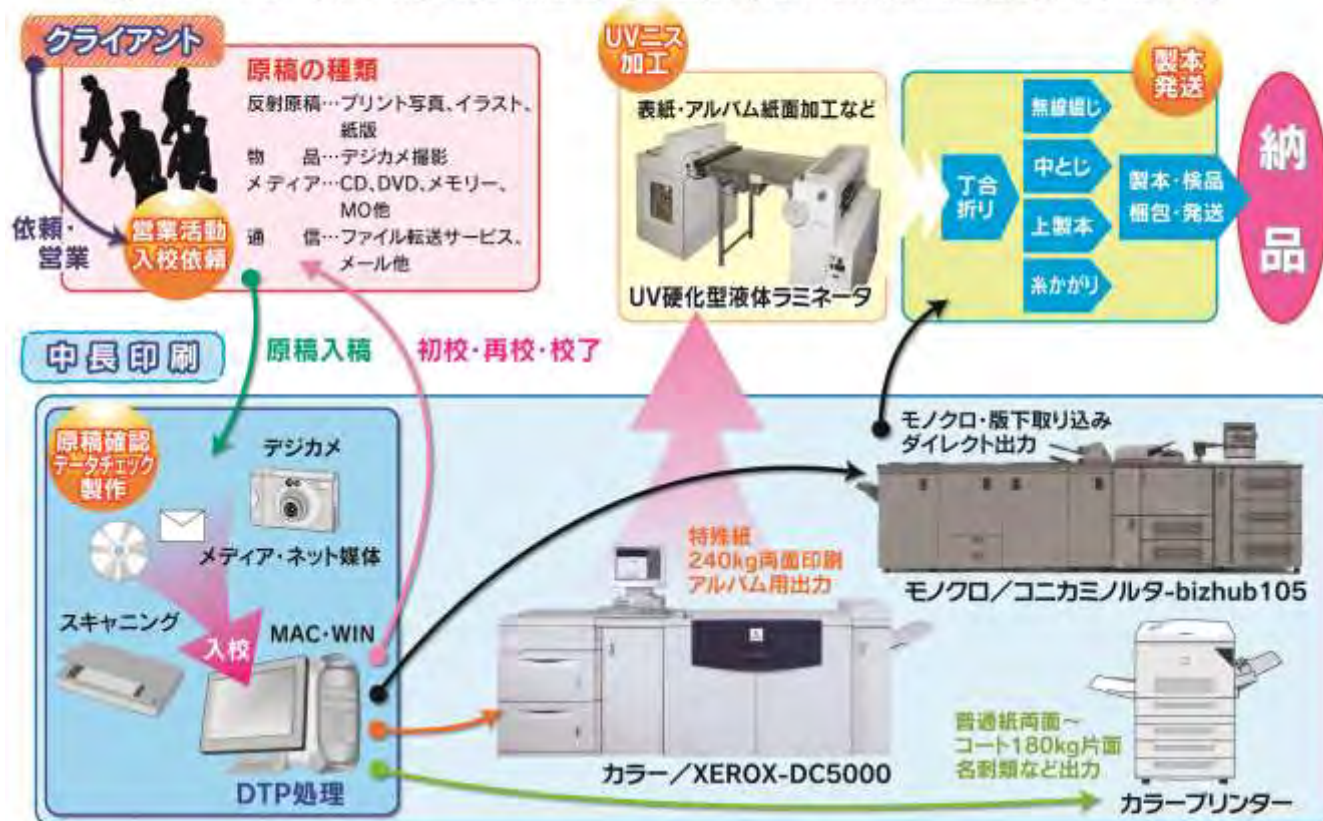 クライアント
原稿の種類
反射原稿…プリント写真、イラスト、
紙版
物　品…デジカメ撮影
メディア…CD、DVD、メモリー、
MO他
通　信…ファイル転送サービス、
メール他
依頼・
営業
営業活動
入校依頼
原稿入稿
初校・再校・校了
UVニス
加工
表紙・アルバム紙面加工など
UV硬化型液体ラミネータ
製本
発送
丁合
折り
無線綴じ
中とじ
上製本
糸かがり
製本・検品
梱包・発送
納品
中長印刷
原稿確認
データチェック
製作
デジカメ
メディア・ネット媒体
スキャニング
入校
MAC・WIN
DTP処理
特殊紙
240kg両面印刷
アルバム用出力
カラー／XEROX-DC5000
モノクロ・版下取り込み
ダイレクト出力
モノクロ／コニカミノルタ-bizhub105
普通紙両面～
コート180kg片面
名刺類など出力
カラープリンター